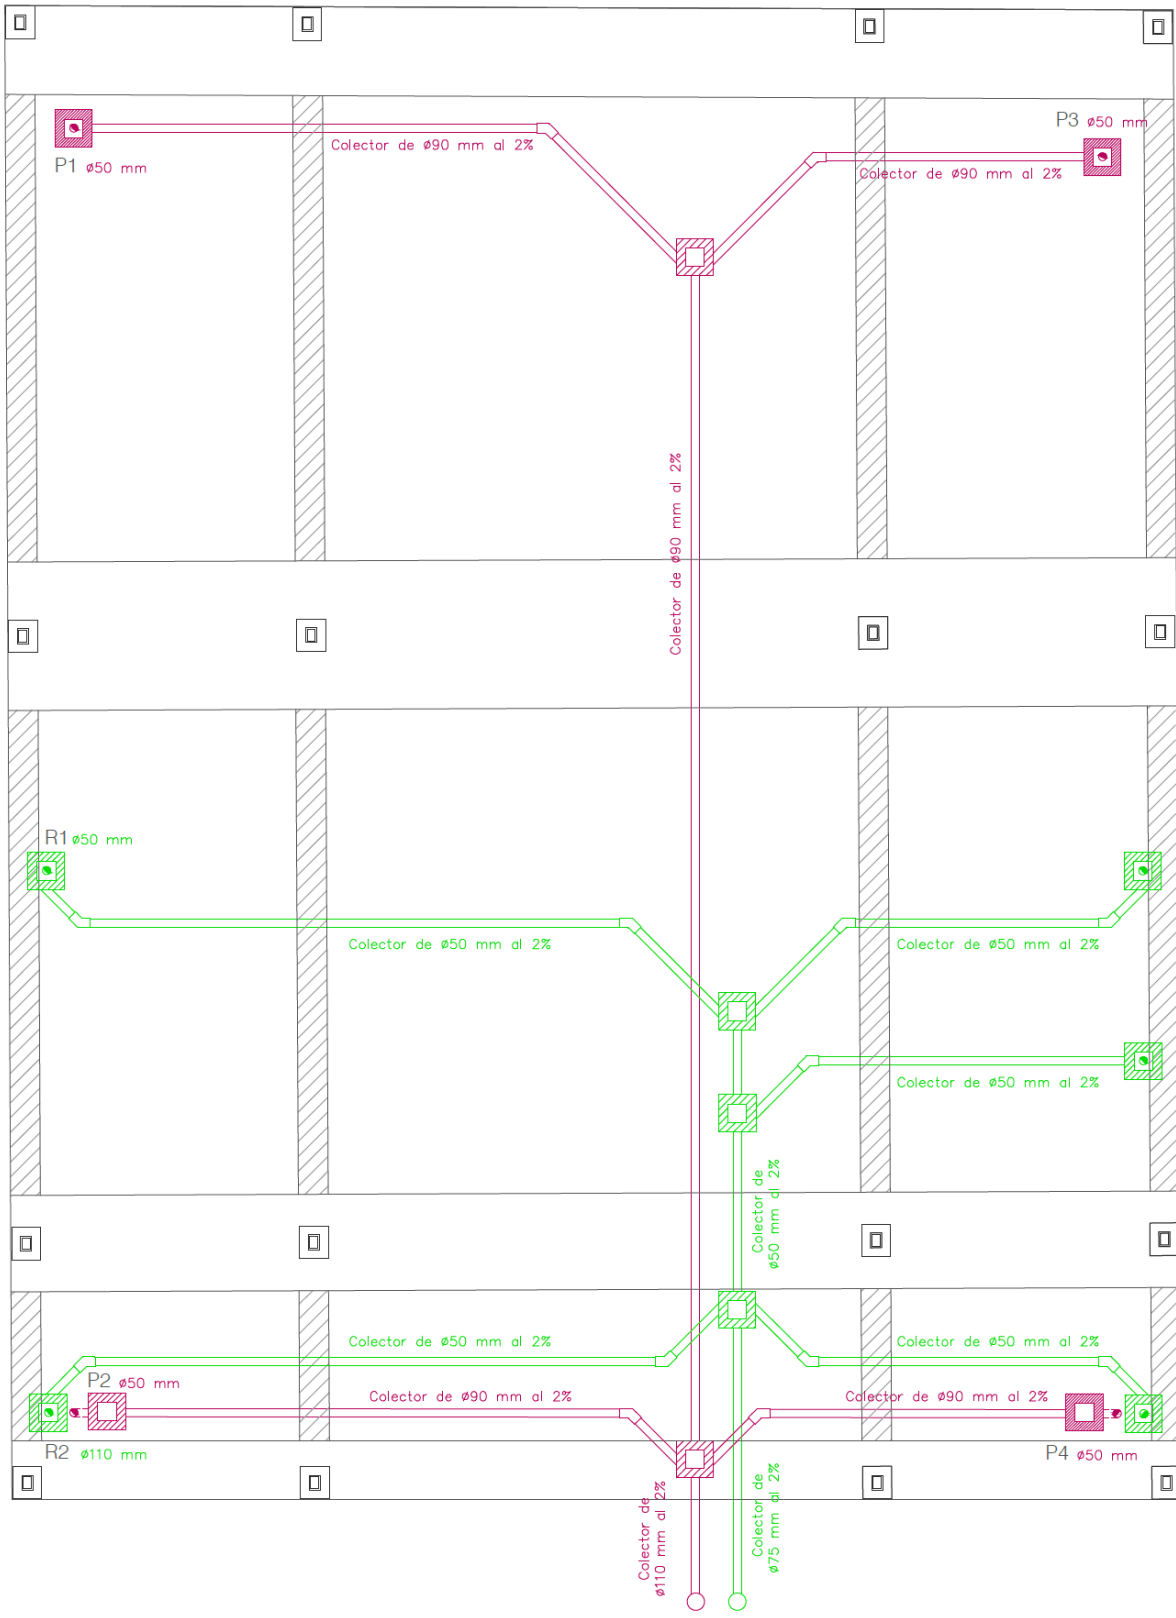 P3 ø50 mm
Colector de ø90 mm al 2%
P1 ø50 mm
Colector de ø90 mm al 2%
Colector de ø90 mm al 2%
R1 ø50 mm
Colector de ø50 mm al 2%
Colector de ø50 mm al 2%
Colector de ø50 mm al 2%
Colector de
ø50 mm al 2%
Colector de ø50 mm al 2%
Colector de ø50 mm al 2%
P2 ø50 mm
Colector de ø90 mm al 2%
Colector de ø90 mm al 2%
R2 ø110 mm
P4 ø50 mm
Colector de
ø110 mm al 2%
Colector de
ø75 mm al 2%